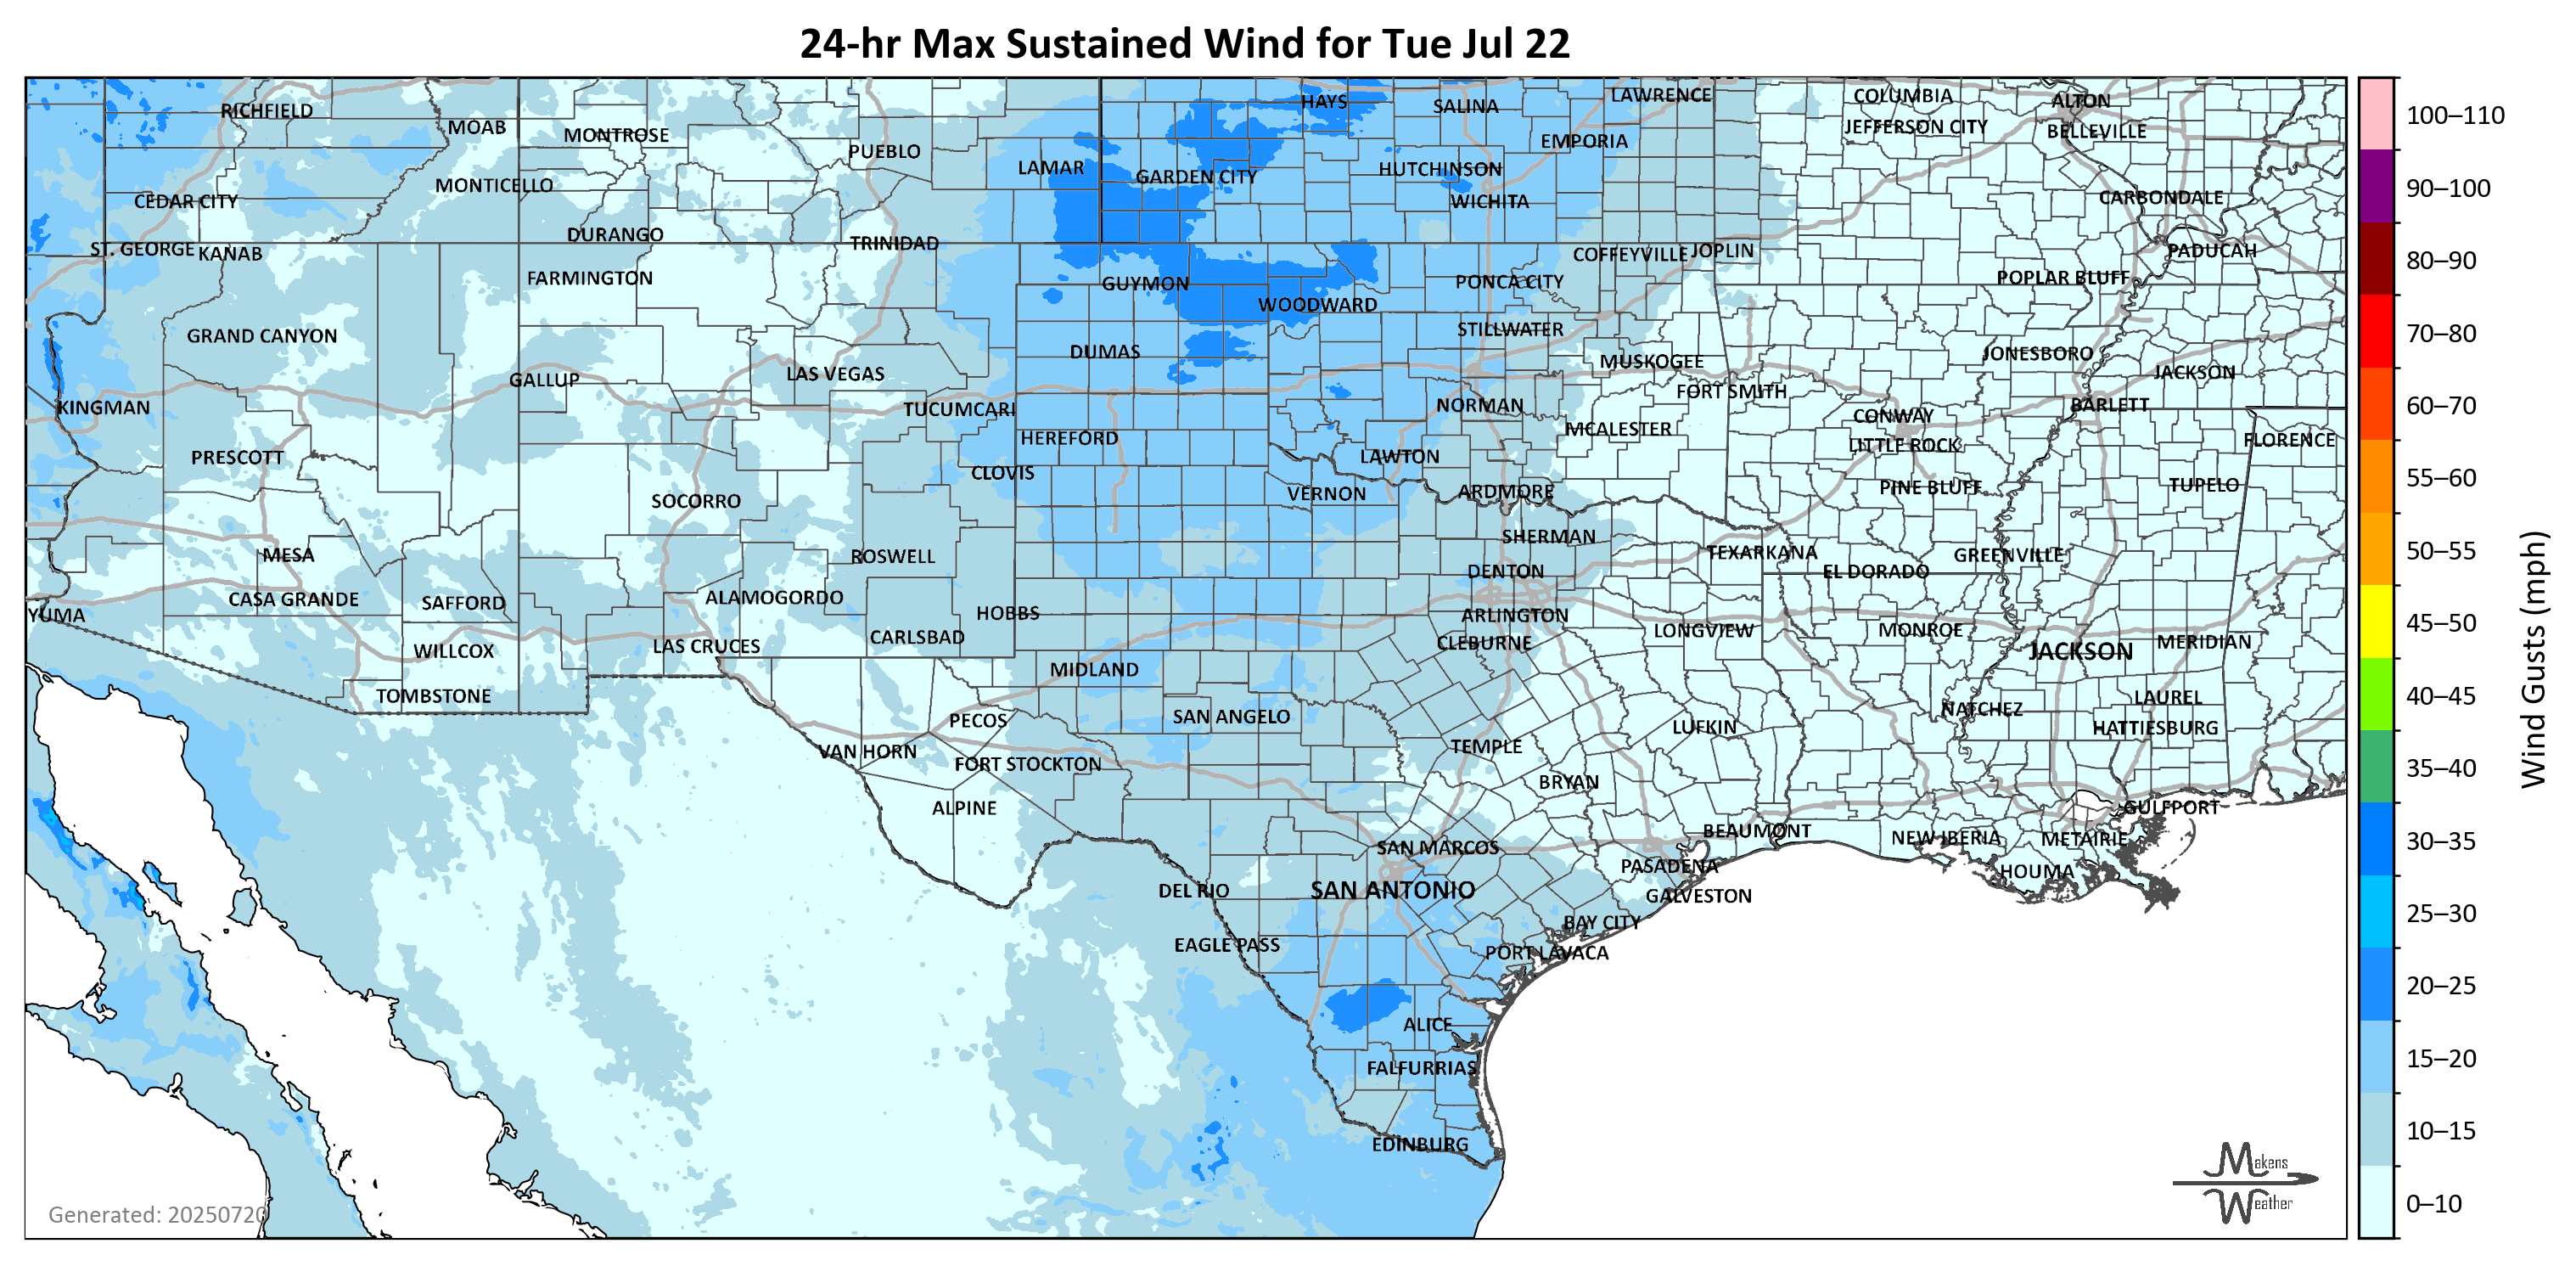 24-hr Max Sustained Wind for Tue Jul 22
RICHFIELD
MOAB
MONTROSE
PUEBLO
LAMAR
HAYS
SALINA
LAWRENCE
COLUMBIA
ALTON
JEFFERSON CITY
BELLEVILLE
EMPORIA
HUTCHINSON
GARDEN CITY
MONTICELLO
CEDAR CITY
WICHITA
CARBONDALE
DURANGO
TRINIDAD
ST. GEORGE
KANAB
COFFEYVILLE
JOPLIN
PADUCAH
FARMINGTON
GUYMON
PONCA CITY
POPLAR BLUFF
WOODWARD
GRAND CANYON
STILLWATER
DUMAS
MUSKOGEE
JONESBORO
GALLUP
LAS VEGAS
JACKSON
FORT SMITH
KINGMAN
TUCUMCARI
NORMAN
BARLETT
CONWAY
MCALESTER
HEREFORD
LITTLE ROCK
FLORENCE
PRESCOTT
LAWTON
CLOVIS
SOCORRO
VERNON
ARDMORE
PINE BLUFF
TUPELO
SHERMAN
MESA
ROSWELL
TEXARKANA
GREENVILLE
DENTON
EL DORADO
CASA GRANDE
SAFFORD
ALAMOGORDO
HOBBS
ARLINGTON
YUMA
CARLSBAD
CLEBURNE
LONGVIEW
MONROE
LAS CRUCES
WILLCOX
JACKSON
MERIDIAN
MIDLAND
TOMBSTONE
LAUREL
PECOS
SAN ANGELO
NATCHEZ
LUFKIN
HATTIESBURG
VAN HORN
TEMPLE
FORT STOCKTON
BRYAN
ALPINE
GULFPORT
BEAUMONT
NEW IBERIA
METAIRIE
SAN MARCOS
PASADENA
HOUMA
DEL RIO
SAN ANTONIO
GALVESTON
BAY CITY
EAGLE PASS
PORT LAVACA
ALICE
FALFURRIAS
EDINBURG
Generated: 20250720
Makens
Weather
100–110
90–100
80–90
70–80
60–70
55–60
50–55
45–50
40–45
35–40
30–35
25–30
20–25
15–20
10–15
0–10
Wind Gusts (mph)